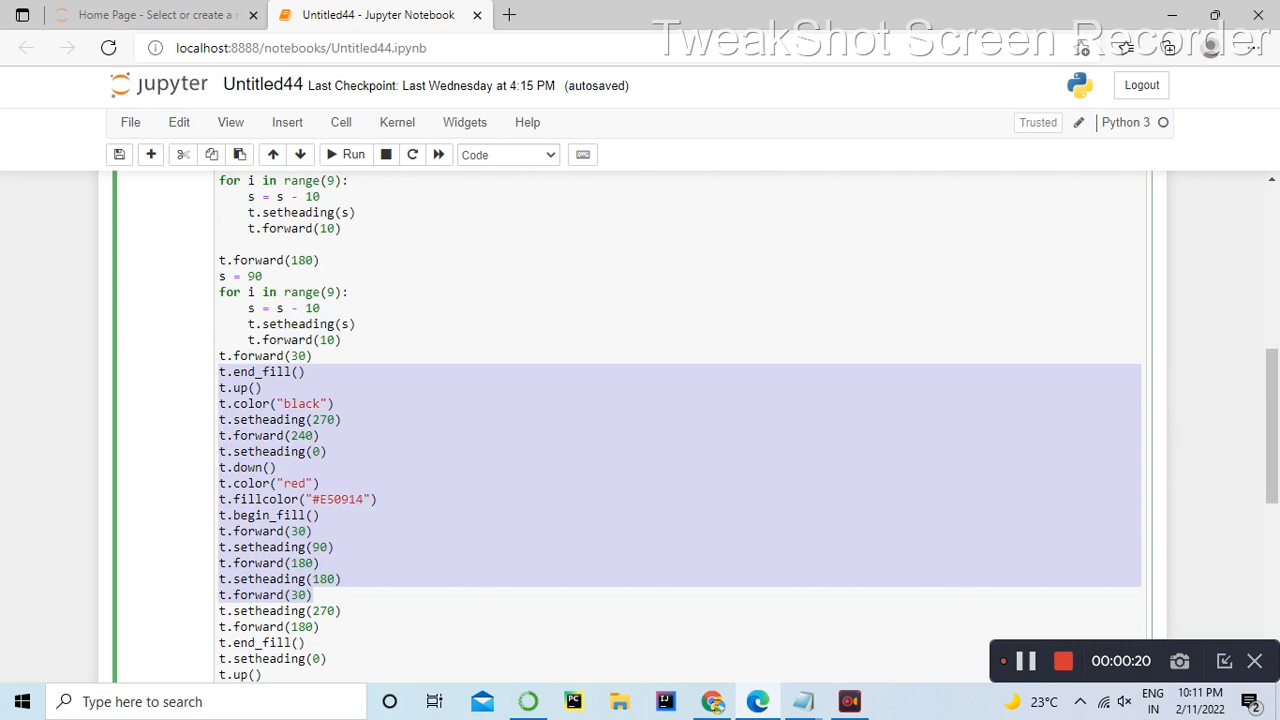 Home Page - Select or create a n
Untitled44 - Jupyter Notebook
TweakShot Screen Recorder
localhost:8888/notebooks/Untitled44.ipynb
jupyter Untitled44 Last Checkpoint: Last Wednesday at 4:15 PM (autosaved)
Logout
File Edit View Insert Cell Kernel Widgets Help
Trusted Python 3
Run Code
for i in range(9):
    s = s - 10
    t.setheading(s)
    t.forward(10)
t.forward(180)
s = 90
for i in range(9):
    s = s - 10
    t.setheading(s)
    t.forward(10)
t.forward(30)
t.end_fill()
t.up()
t.color("black")
t.setheading(270)
t.forward(240)
t.setheading(0)
t.down()
t.color("red")
t.fillcolor("#E50914")
t.begin_fill()
t.forward(30)
t.setheading(90)
t.forward(180)
t.setheading(180)
t.forward(30)
t.setheading(270)
t.forward(180)
t.end_fill()
t.setheading(0)
t.up()
00:00:20
Type here to search
PC
IJ
23°C
ENG
IN
10:11 PM
2/11/2022
2